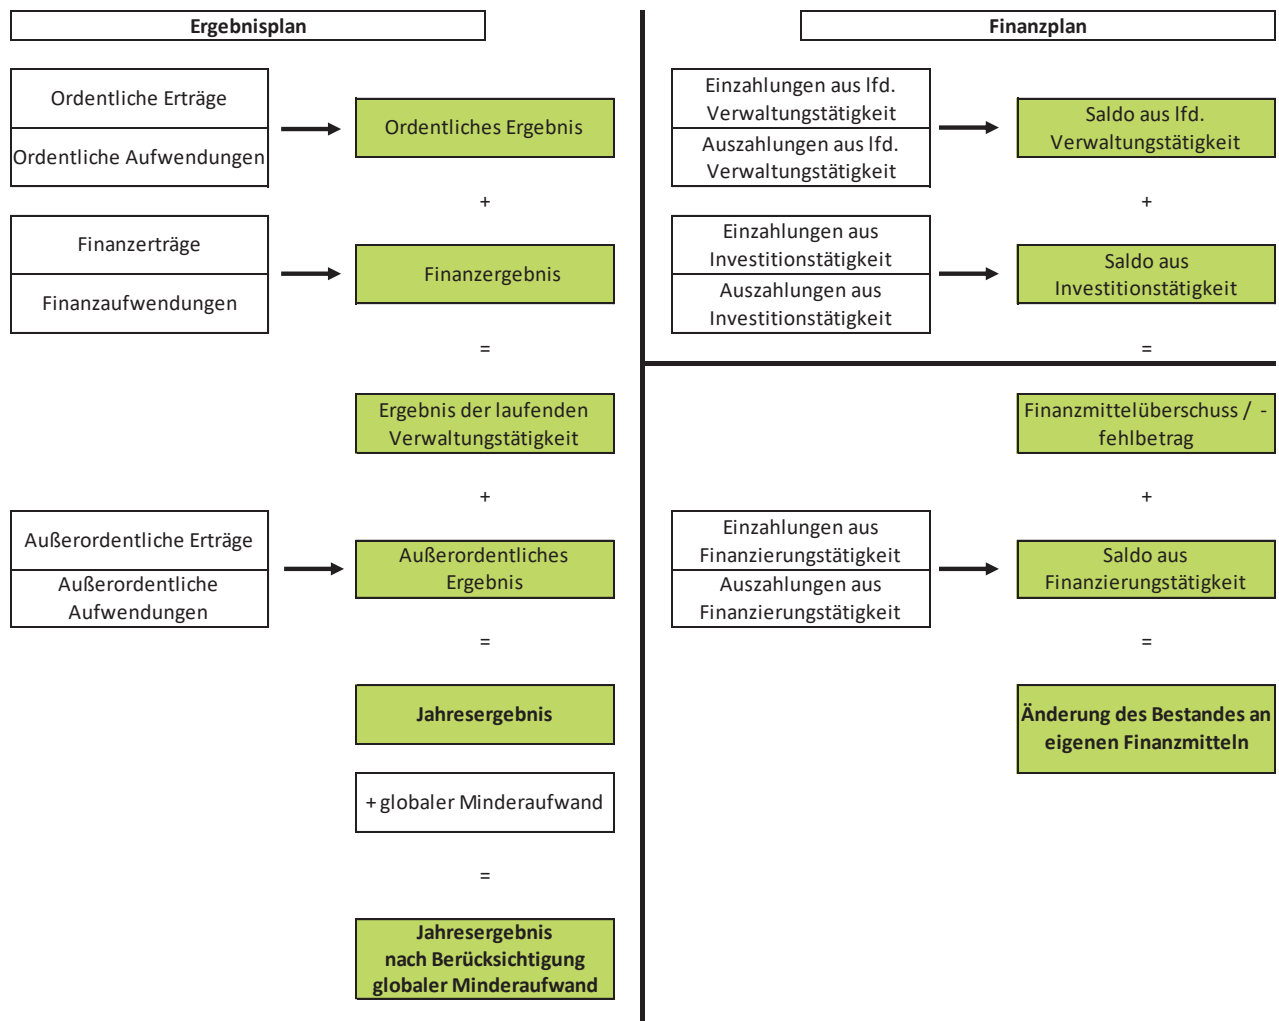 Ergebnisplan
Ordentliche Erträge
Ordentliche Aufwendungen
Ordentliches Ergebnis
+
Finanzerträge
Finanzaufwendungen
Finanzergebnis
=
Ergebnis der laufenden
Verwaltungstätigkeit
+
Außerordentliche Erträge
Außerordentliche
Aufwendungen
Außerordentliches
Ergebnis
=
Jahresergebnis
+ globaler Minderaufwand
=
Jahresergebnis
nach Berücksichtigung
globaler Minderaufwand
Finanzplan
Einzahlungen aus lfd.
Verwaltungstätigkeit
Auszahlungen aus lfd.
Verwaltungstätigkeit
Saldo aus lfd.
Verwaltungstätigkeit
+
Einzahlungen aus
Investitionstätigkeit
Auszahlungen aus
Investitionstätigkeit
Saldo aus
Investitionstätigkeit
=
Finanzmittelüberschuss / -
fehlbetrag
+
Einzahlungen aus
Finanzierungstätigkeit
Auszahlungen aus
Finanzierungstätigkeit
Saldo aus
Finanzierungstätigkeit
=
Änderung des Bestandes an
eigenen Finanzmitteln